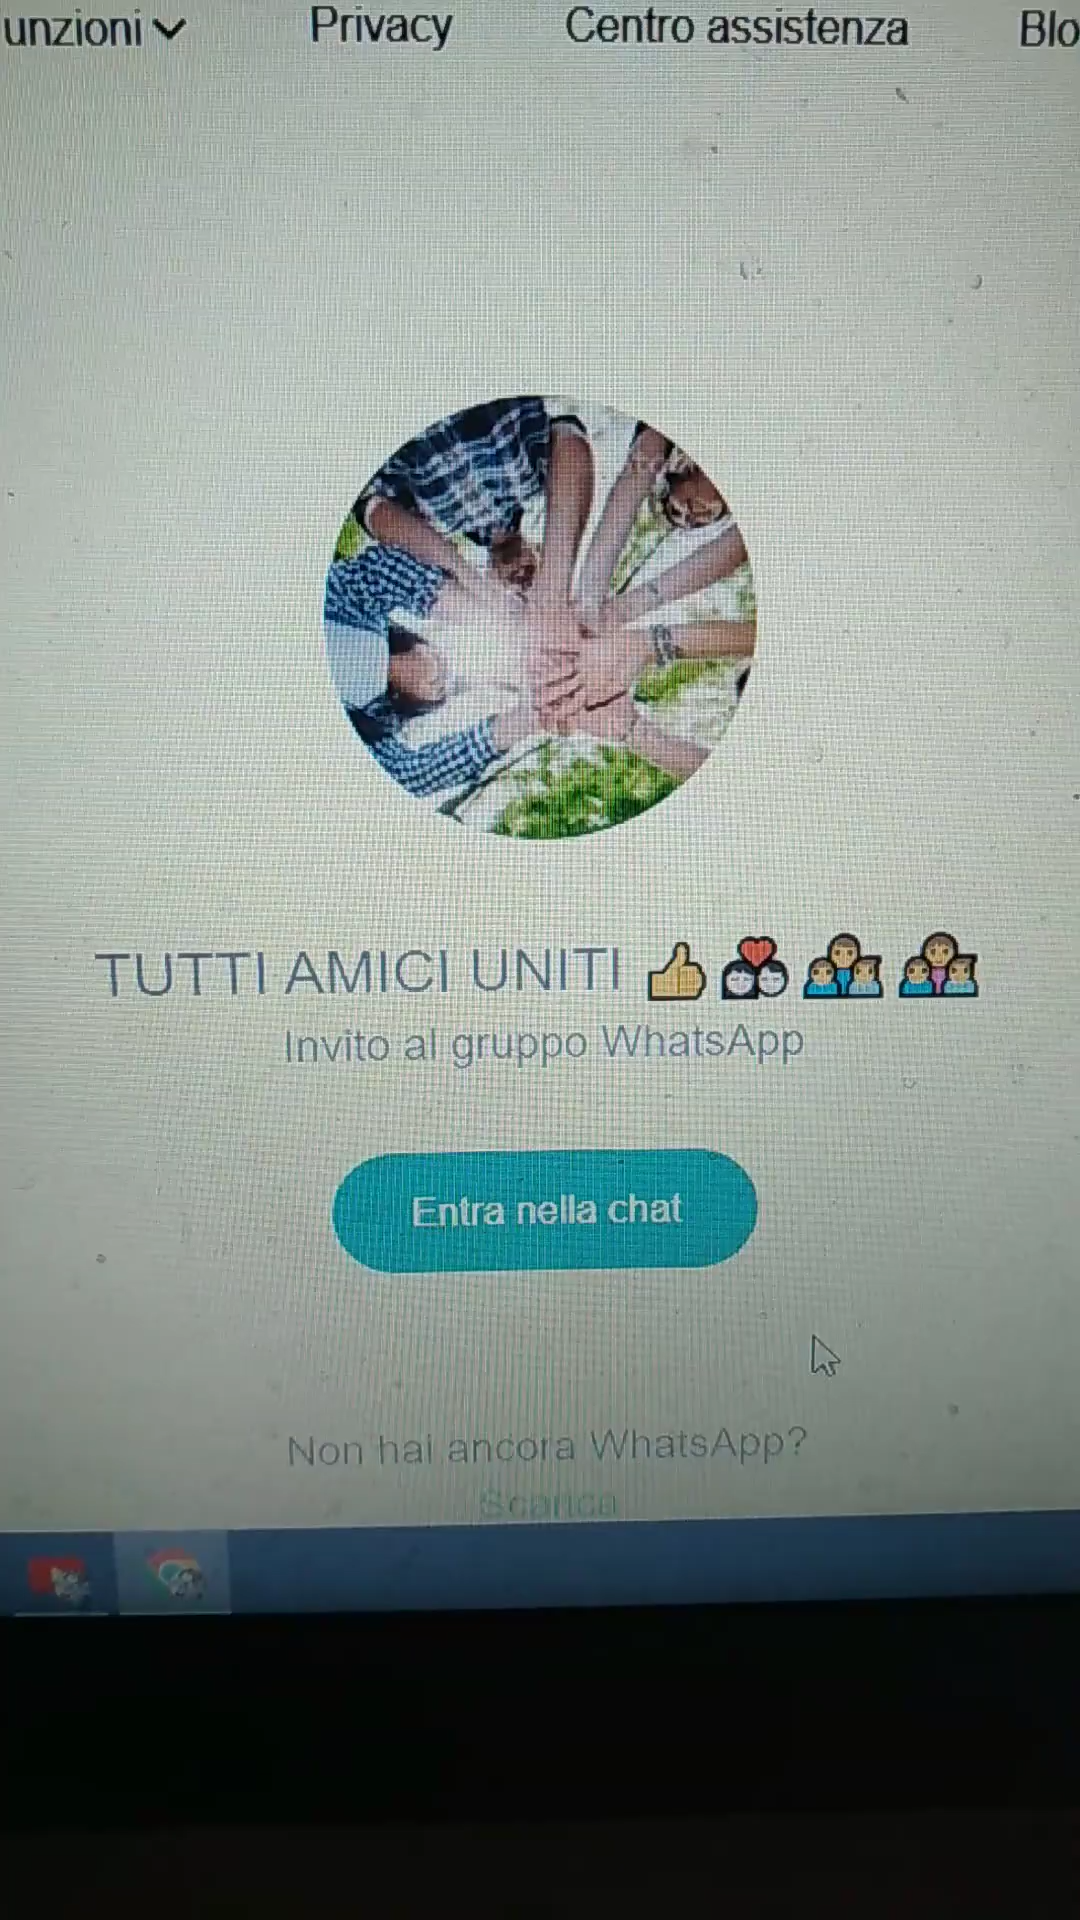 unzioni Privacy Centro assistenza Blo
TUTTI AMICI UNITI 
Invito al gruppo WhatsApp
Entra nella chat
Non hai ancora WhatsApp?
Scarica